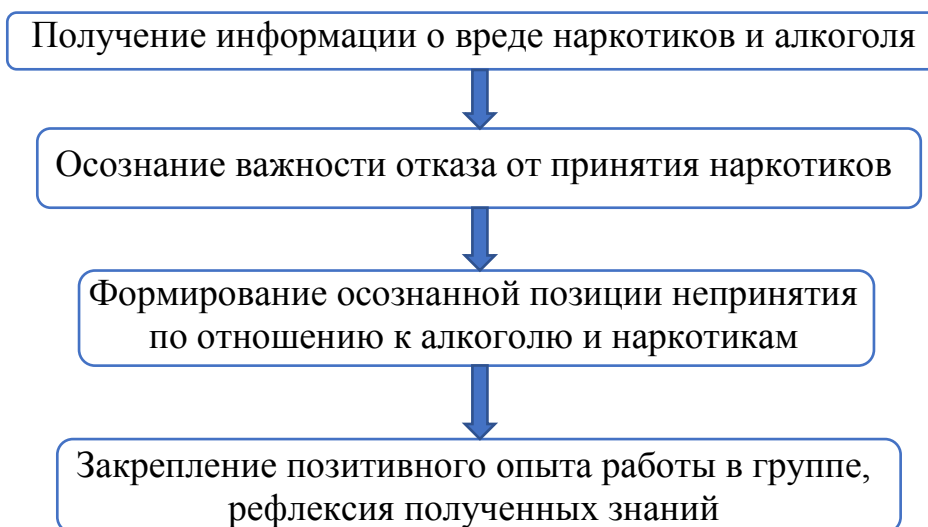 Получение информации о вреде наркотиков и алкоголя
Осознание важности отказа от принятия наркотиков
Формирование осознанной позиции непринятия
по отношению к алкоголю и наркотикам
Закрепление позитивного опыта работы в группе,
рефлексия полученных знаний